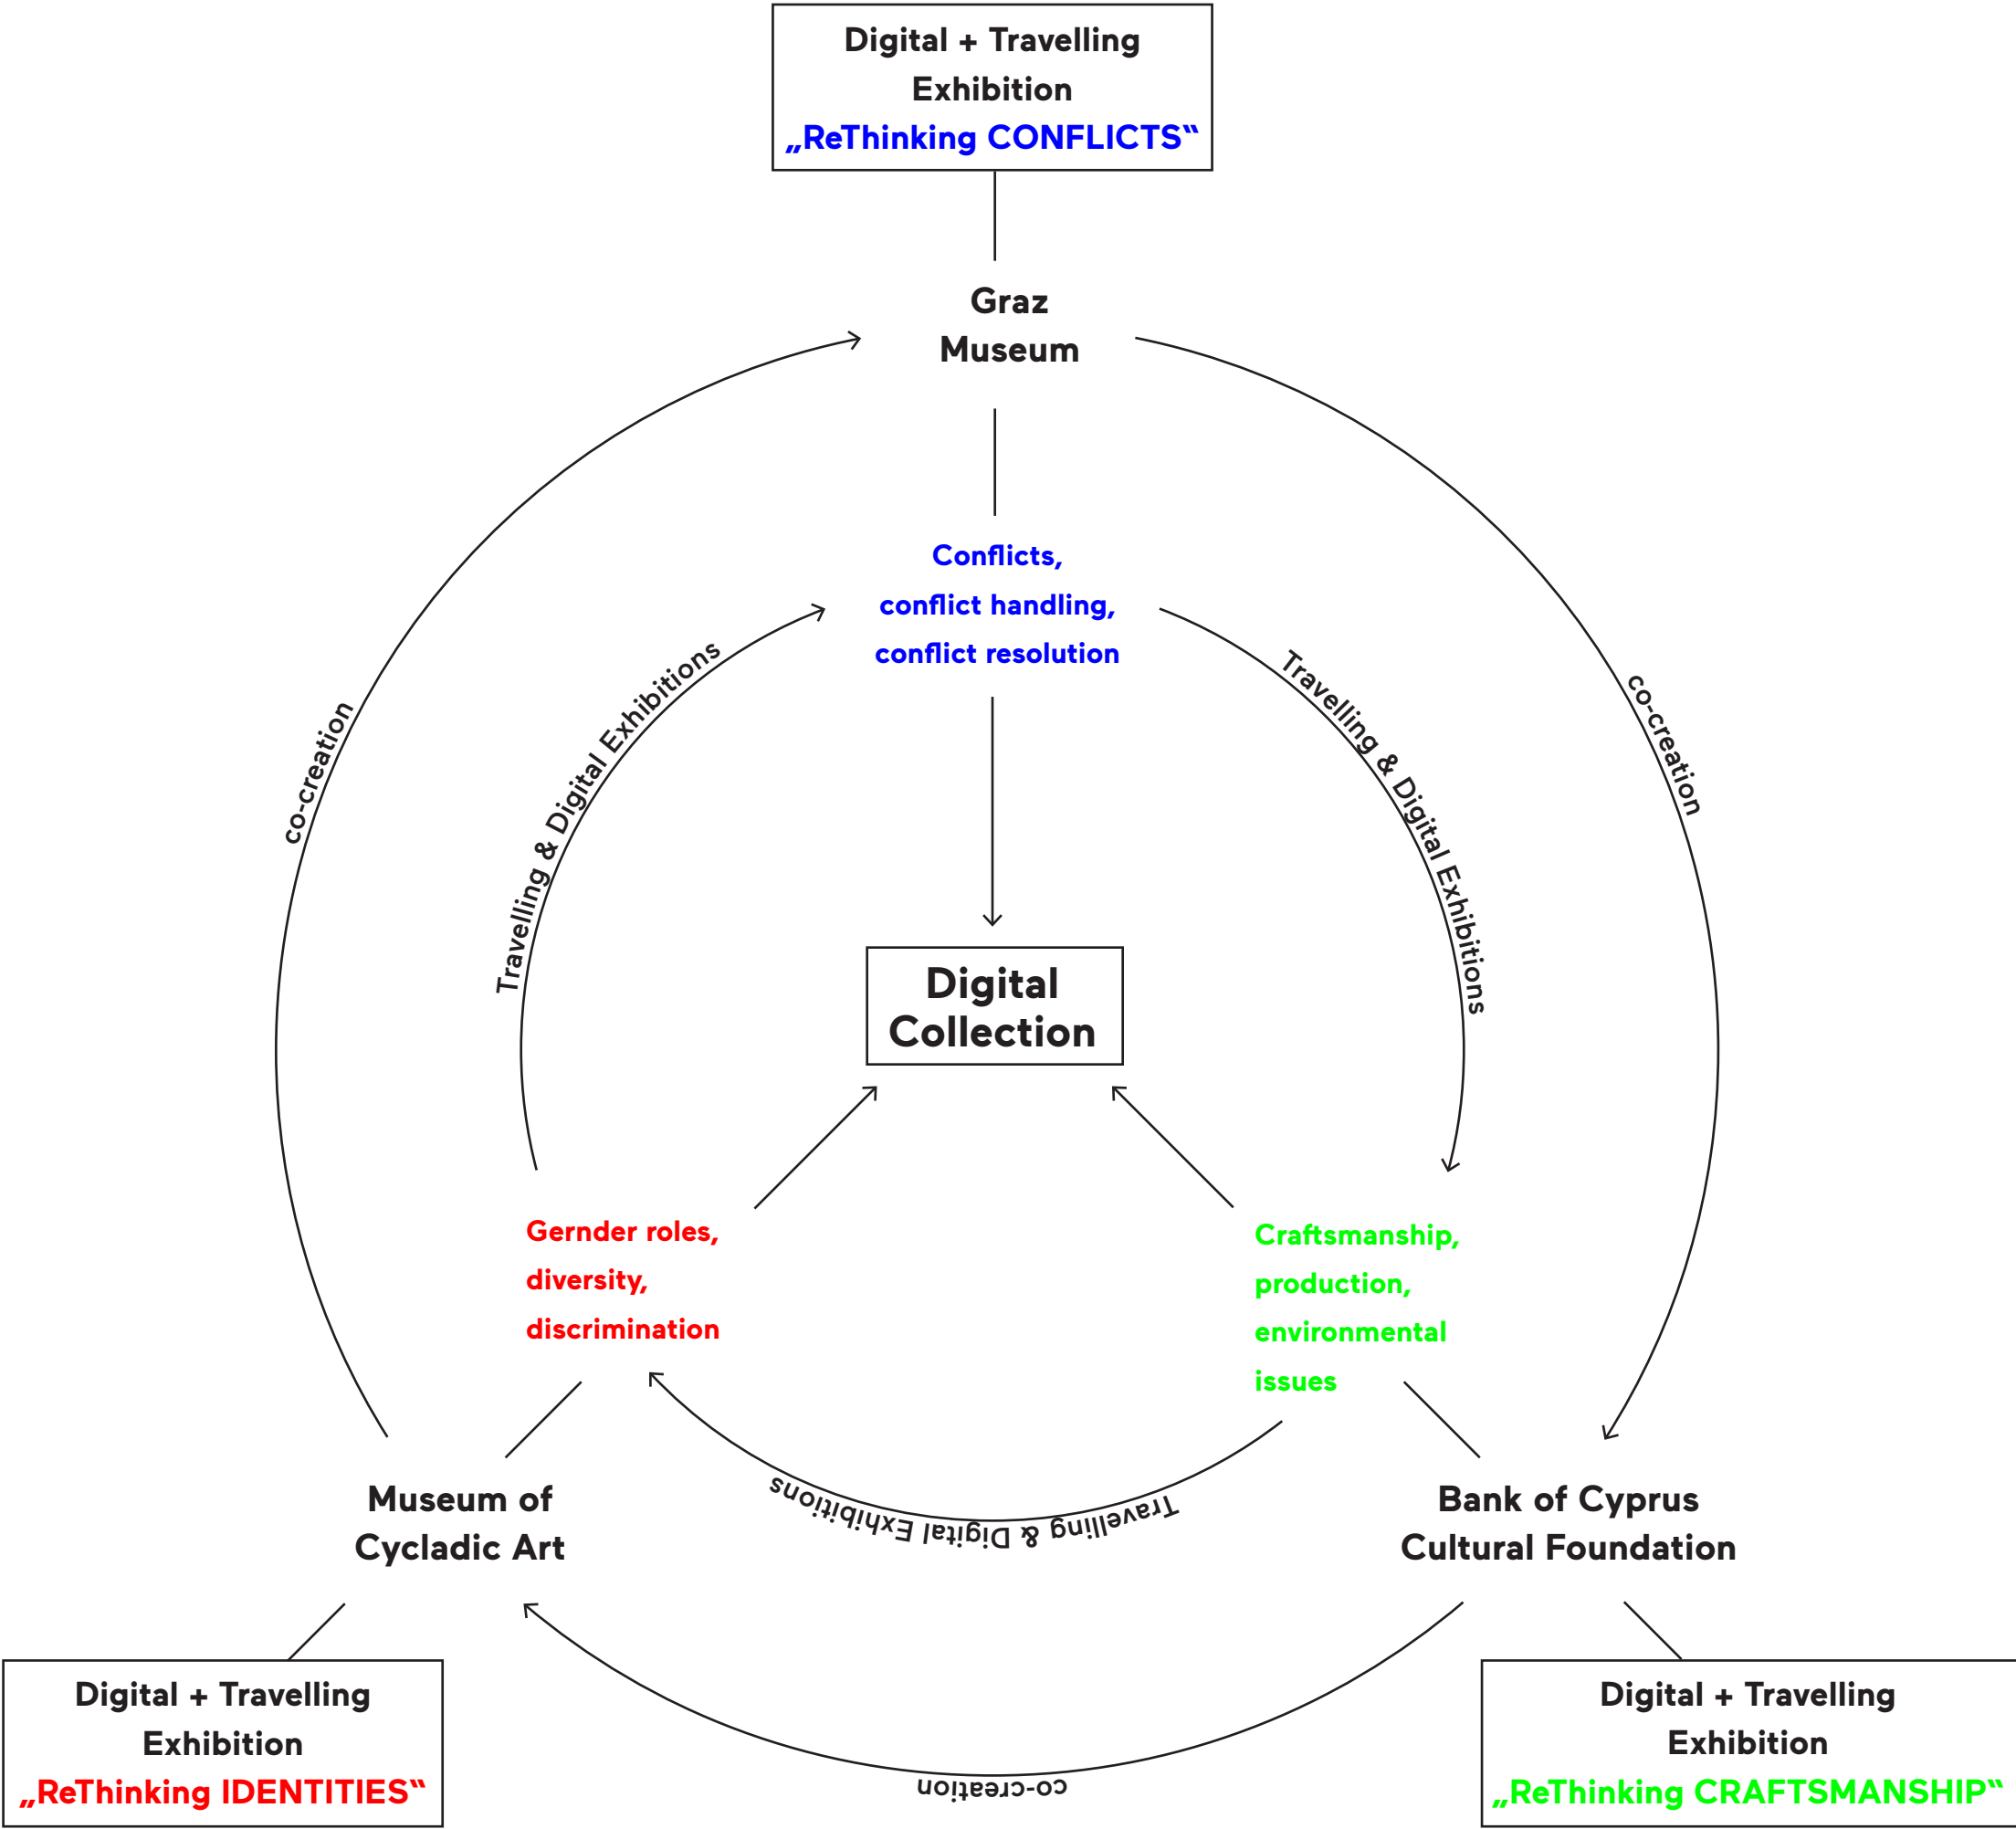 Digital + Travelling
Exhibition
„ReThinking CONFLICTS‟
Graz
Museum
Conflicts,
conflict handling,
conflict resolution
co-creation
Travelling & Digital Exhibitions
Travelling & Digital Exhibitions
co-creation
Digital
Collection
Gernder roles,
diversity,
discrimination
Craftsmanship,
production,
environmental
issues
Travelling & Digital Exhibitions
Museum of
Cycladic Art
Bank of Cyprus
Cultural Foundation
co-creation
Digital + Travelling
Exhibition
„ReThinking IDENTITIES‟
Digital + Travelling
Exhibition
„ReThinking CRAFTSMANSHIP‟